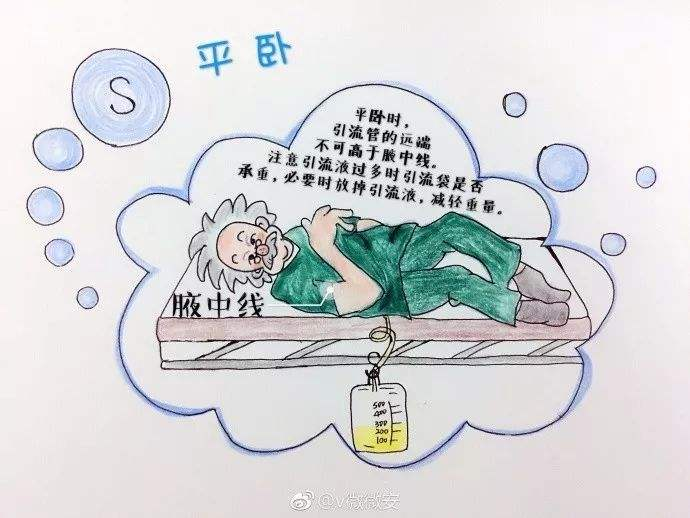 平卧
S
平卧时，
引流管的远端
不可高于腋中线。
注意引流液过多时引流袋是否
承重，必要时放掉引流液，减轻重量。
腋中线
500
400
300
200
100
@v微微安